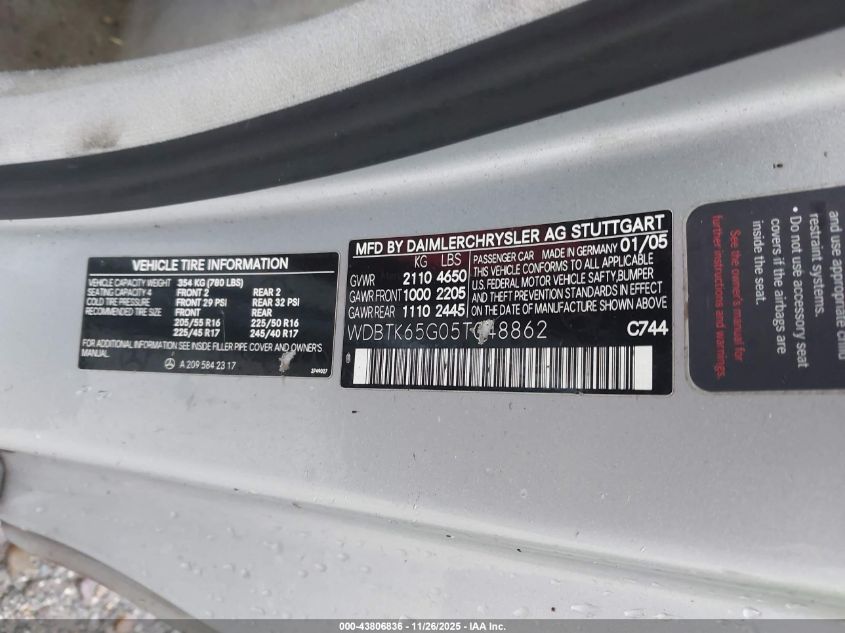 VEHICLE TIRE INFORMATION
VEHICLE CAPACITY WEIGHT 354 KG (780 LBS)
SEATING CAPACITY 4 FRONT 2 REAR 2
COLD TIRE PRESSURE FRONT 29 PSI REAR 32 PSI
RECOMMENDED TIRE SIZE FRONT REAR
205/55 R16 225/50 R16
225/45 R17 245/40 R17
FOR ADDITIONAL INFORMATION SEE INSIDE FILLER PIPE COVER AND OWNER'S
MANUAL.
A 209 584 23 17
MFD BY DAIMLERCHRYSLER AG STUTTGART
KG LBS PASSENGER CAR MADE IN GERMANY 01/05
GVWR 2110 4650
GAWR FRONT 1000 2205
GAWR REAR 1110 2445
THIS VEHICLE CONFORMS TO ALL APPLICABLE
U.S. FEDERAL MOTOR VEHICLE SAFTY, BUMPER
AND THEFT PREVENTION STANDARDS IN EFFECT
ON THE DATE OF MANUFACTURE SHOWN ABOVE
WDBTK65G05T 48862 C744
and use appropriate child
restraint systems.
• Do not use accessory
covers if the airbags are
inside the seat.
See the owner's manual for
further instructions and warnings.
000-43806836 - 11/26/2025 - IAA Inc.